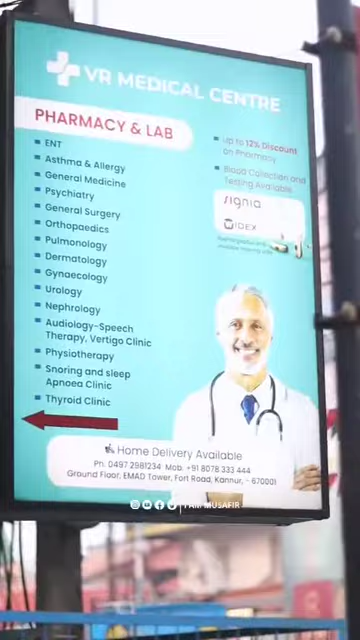 VR MEDICAL CENTRE
PHARMACY & LAB
ENT
Asthma & Allergy
General Medicine
Psychiatry
General Surgery
Orthopaedics
Pulmonology
Dermatology
Gynaecology
Urology
Nephrology
Audiology-Speech
Therapy, Vertigo Clinic
Physiotherapy
Snoring and sleep
Apnoea Clinic
Thyroid Clinic
up to 12% Discount
on Pharmacy
Blood Collection and
Testing Available
signia
WIDEX
Home Delivery Available
Ph. 0497 2981234 Mob. +91 8078 333 444
Ground Floor, EMAD Tower, Fort Road, Kannur, - 670001
I AM MUSAFIR